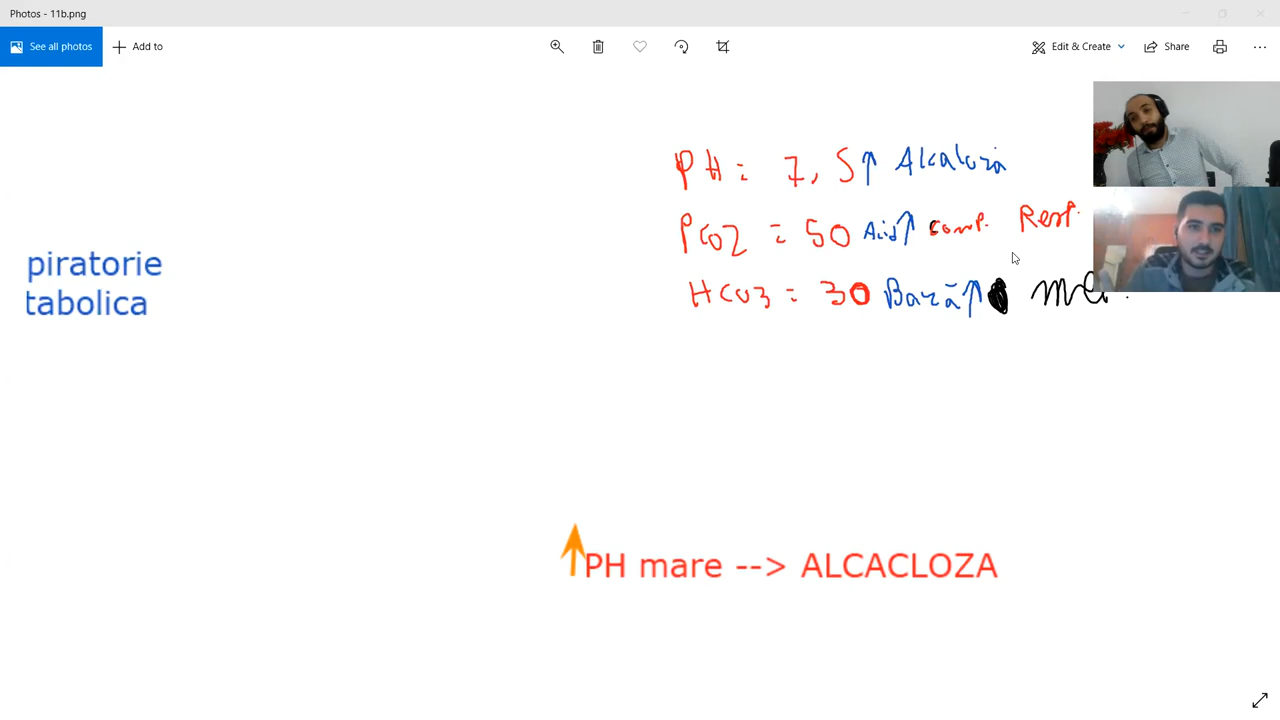 Photos - 11b.png
See all photos
Add to
Edit & Create
Share
PH = 7,5↑ Alcaloza
PCO2 = 50 Acid↑ Comp. Resp.
HCO3 = 30 Bază↑
piratorie
tabolica
↑PH mare --> ALCACLOZA